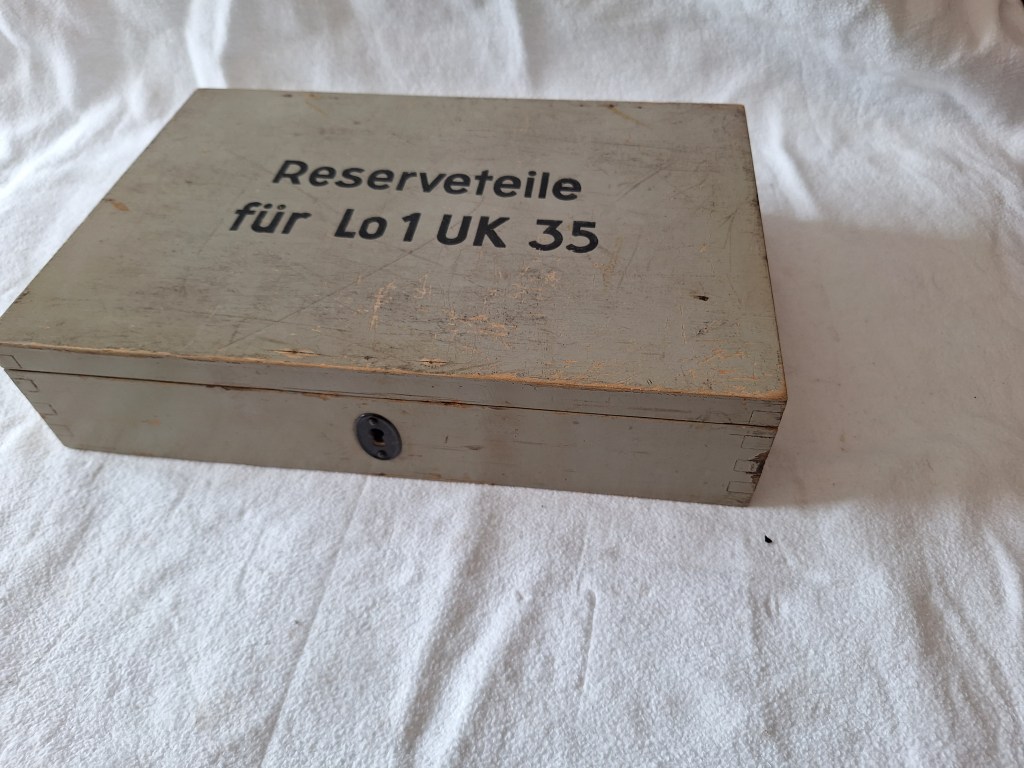 Reserveteile
für Lo 1 UK 35